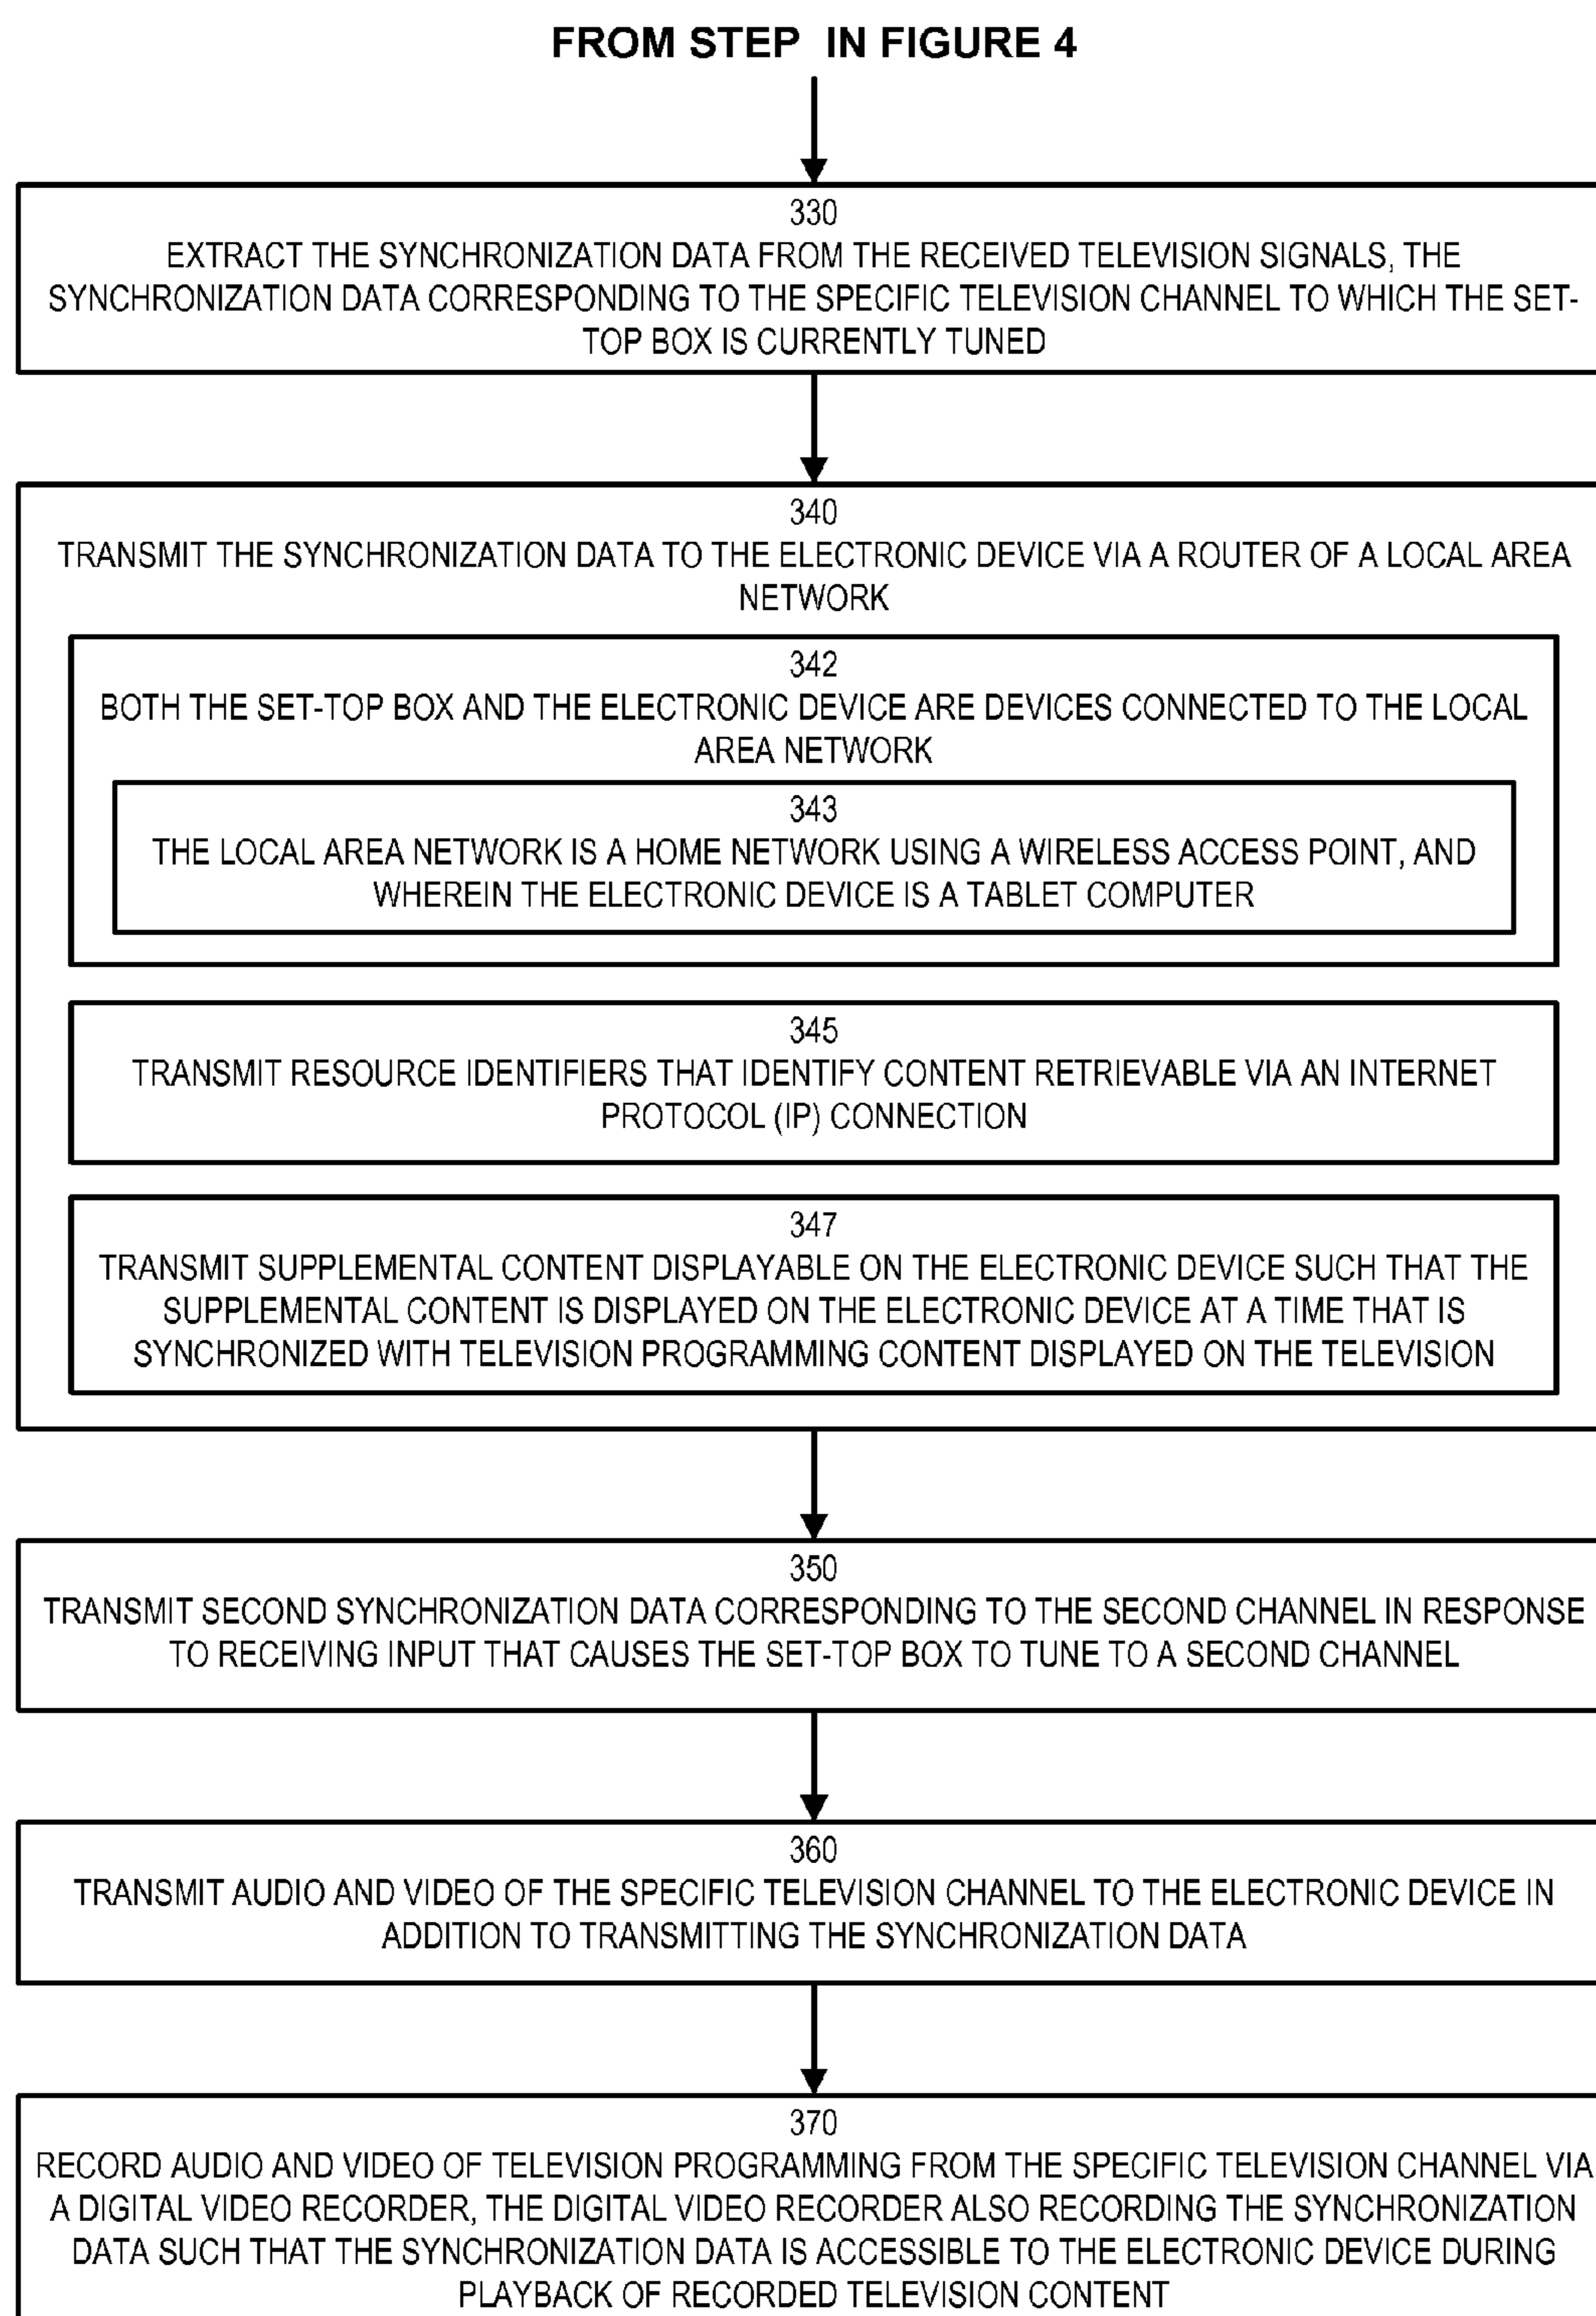 FROM STEP IN FIGURE 4
330
EXTRACT THE SYNCHRONIZATION DATA FROM THE RECEIVED TELEVISION SIGNALS, THE
SYNCHRONIZATION DATA CORRESPONDING TO THE SPECIFIC TELEVISION CHANNEL TO WHICH THE SET-
TOP BOX IS CURRENTLY TUNED
340
TRANSMIT THE SYNCHRONIZATION DATA TO THE ELECTRONIC DEVICE VIA A ROUTER OF A LOCAL AREA
NETWORK
342
BOTH THE SET-TOP BOX AND THE ELECTRONIC DEVICE ARE DEVICES CONNECTED TO THE LOCAL
AREA NETWORK
343
THE LOCAL AREA NETWORK IS A HOME NETWORK USING A WIRELESS ACCESS POINT, AND
WHEREIN THE ELECTRONIC DEVICE IS A TABLET COMPUTER
345
TRANSMIT RESOURCE IDENTIFIERS THAT IDENTIFY CONTENT RETRIEVABLE VIA AN INTERNET
PROTOCOL (IP) CONNECTION
347
TRANSMIT SUPPLEMENTAL CONTENT DISPLAYABLE ON THE ELECTRONIC DEVICE SUCH THAT THE
SUPPLEMENTAL CONTENT IS DISPLAYED ON THE ELECTRONIC DEVICE AT A TIME THAT IS
SYNCHRONIZED WITH TELEVISION PROGRAMMING CONTENT DISPLAYED ON THE TELEVISION
350
TRANSMIT SECOND SYNCHRONIZATION DATA CORRESPONDING TO THE SECOND CHANNEL IN RESPONSE
TO RECEIVING INPUT THAT CAUSES THE SET-TOP BOX TO TUNE TO A SECOND CHANNEL
360
TRANSMIT AUDIO AND VIDEO OF THE SPECIFIC TELEVISION CHANNEL TO THE ELECTRONIC DEVICE IN
ADDITION TO TRANSMITTING THE SYNCHRONIZATION DATA
370
RECORD AUDIO AND VIDEO OF TELEVISION PROGRAMMING FROM THE SPECIFIC TELEVISION CHANNEL VIA
A DIGITAL VIDEO RECORDER, THE DIGITAL VIDEO RECORDER ALSO RECORDING THE SYNCHRONIZATION
DATA SUCH THAT THE SYNCHRONIZATION DATA IS ACCESSIBLE TO THE ELECTRONIC DEVICE DURING
PLAYBACK OF RECORDED TELEVISION CONTENT